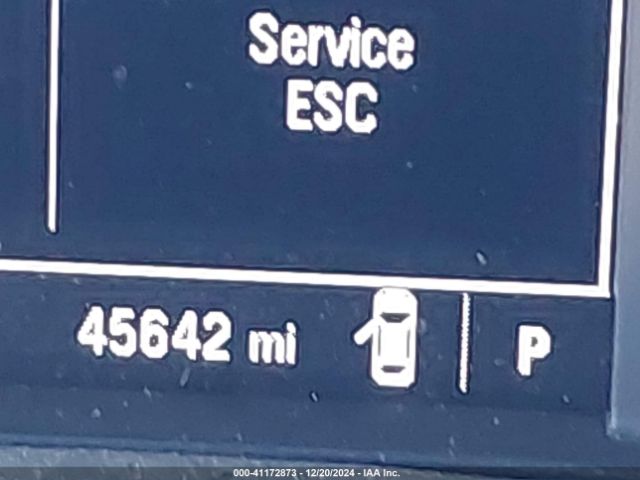 Service
ESC
45642 mi P
000-41172873 - 12/20/2024 - IAA Inc.